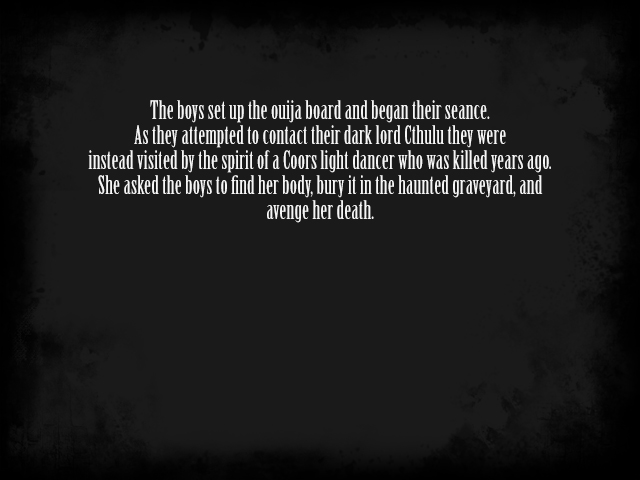 The boys set up the ouija board and began their seance.
As they attempted to contact their dark lord Cthulu they were
instead visited by the spirit of a Coors light dancer who was killed years ago.
She asked the boys to find her body, bury it in the haunted graveyard, and
avenge her death.